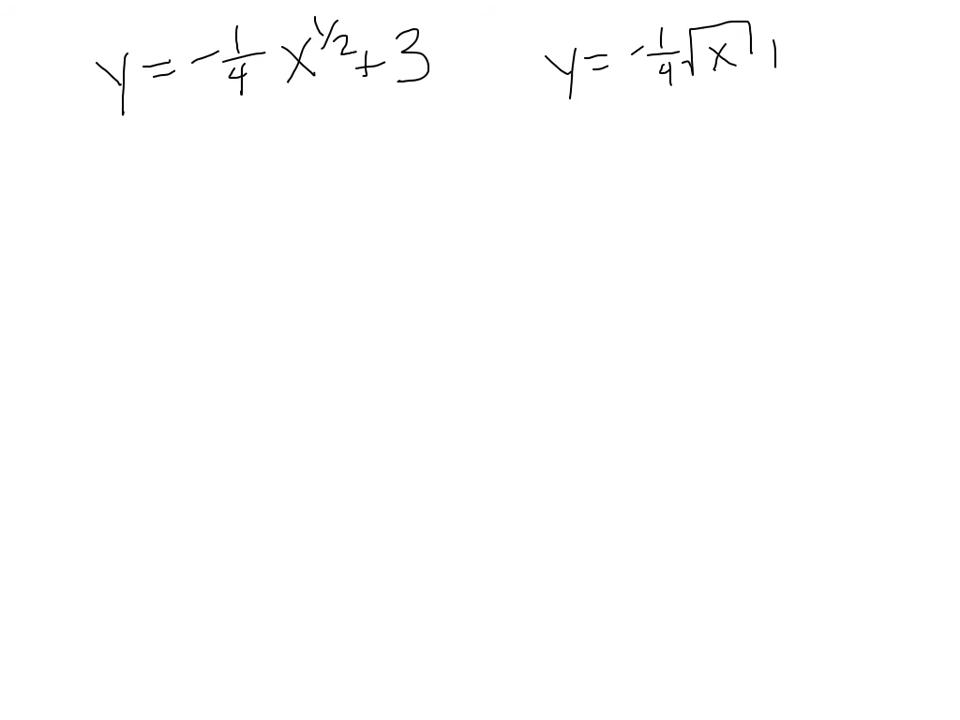 y = -1/4 x^1/2 + 3    y = -1/4 √x |